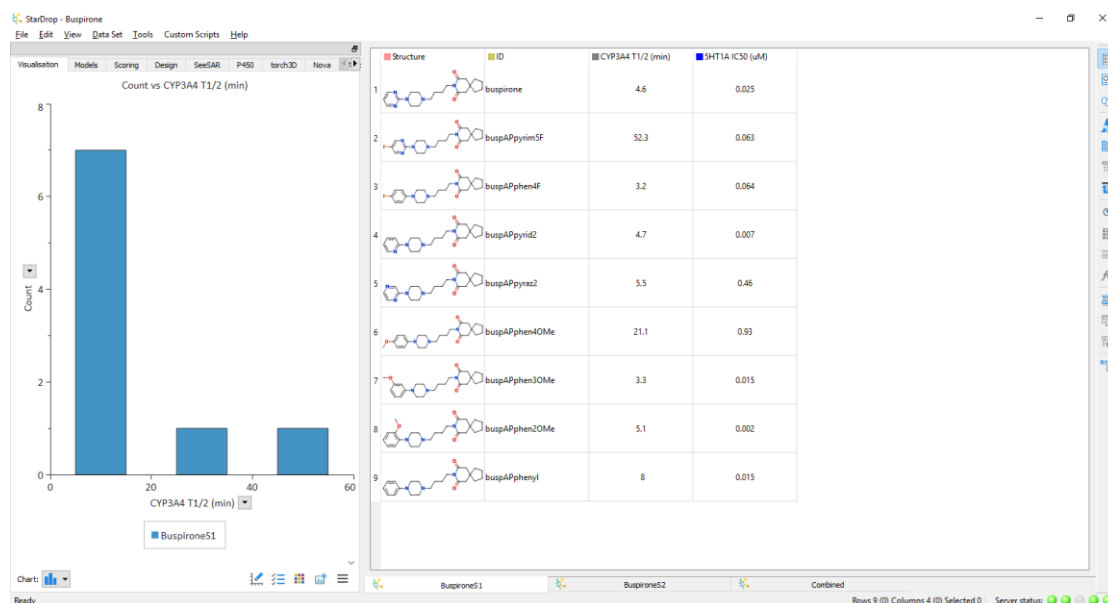 StarDrop - Buspirone
File Edit View Data Set Tools Custom Scripts Help
Visualisation Models Scoring Design SeeSAR P450 torch3D Nova
Count vs CYP3A4 T1/2 (min)
8
6
4
2
0
Count
0 20 40 60
CYP3A4 T1/2 (min)
BuspironeS1
Chart:
Structure ID CYP3A4 T1/2 (min) 5HT1A IC50 (uM)
1 buspirone 4.6 0.025
2 buspAPpyrim5F 52.3 0.063
3 buspAPphen4F 3.2 0.064
4 buspAPpyrid2 4.7 0.007
5 buspAPpyraz2 5.5 0.46
6 buspAPphen4OMe 21.1 0.93
7 buspAPphen3OMe 3.3 0.015
8 buspAPphen2OMe 5.1 0.002
9 buspAPphenyl 8 0.015
BuspironeS1 BuspironeS2 Combined
Ready Rows 9 (0) Columns 4 (0) Selected 0 Server status: